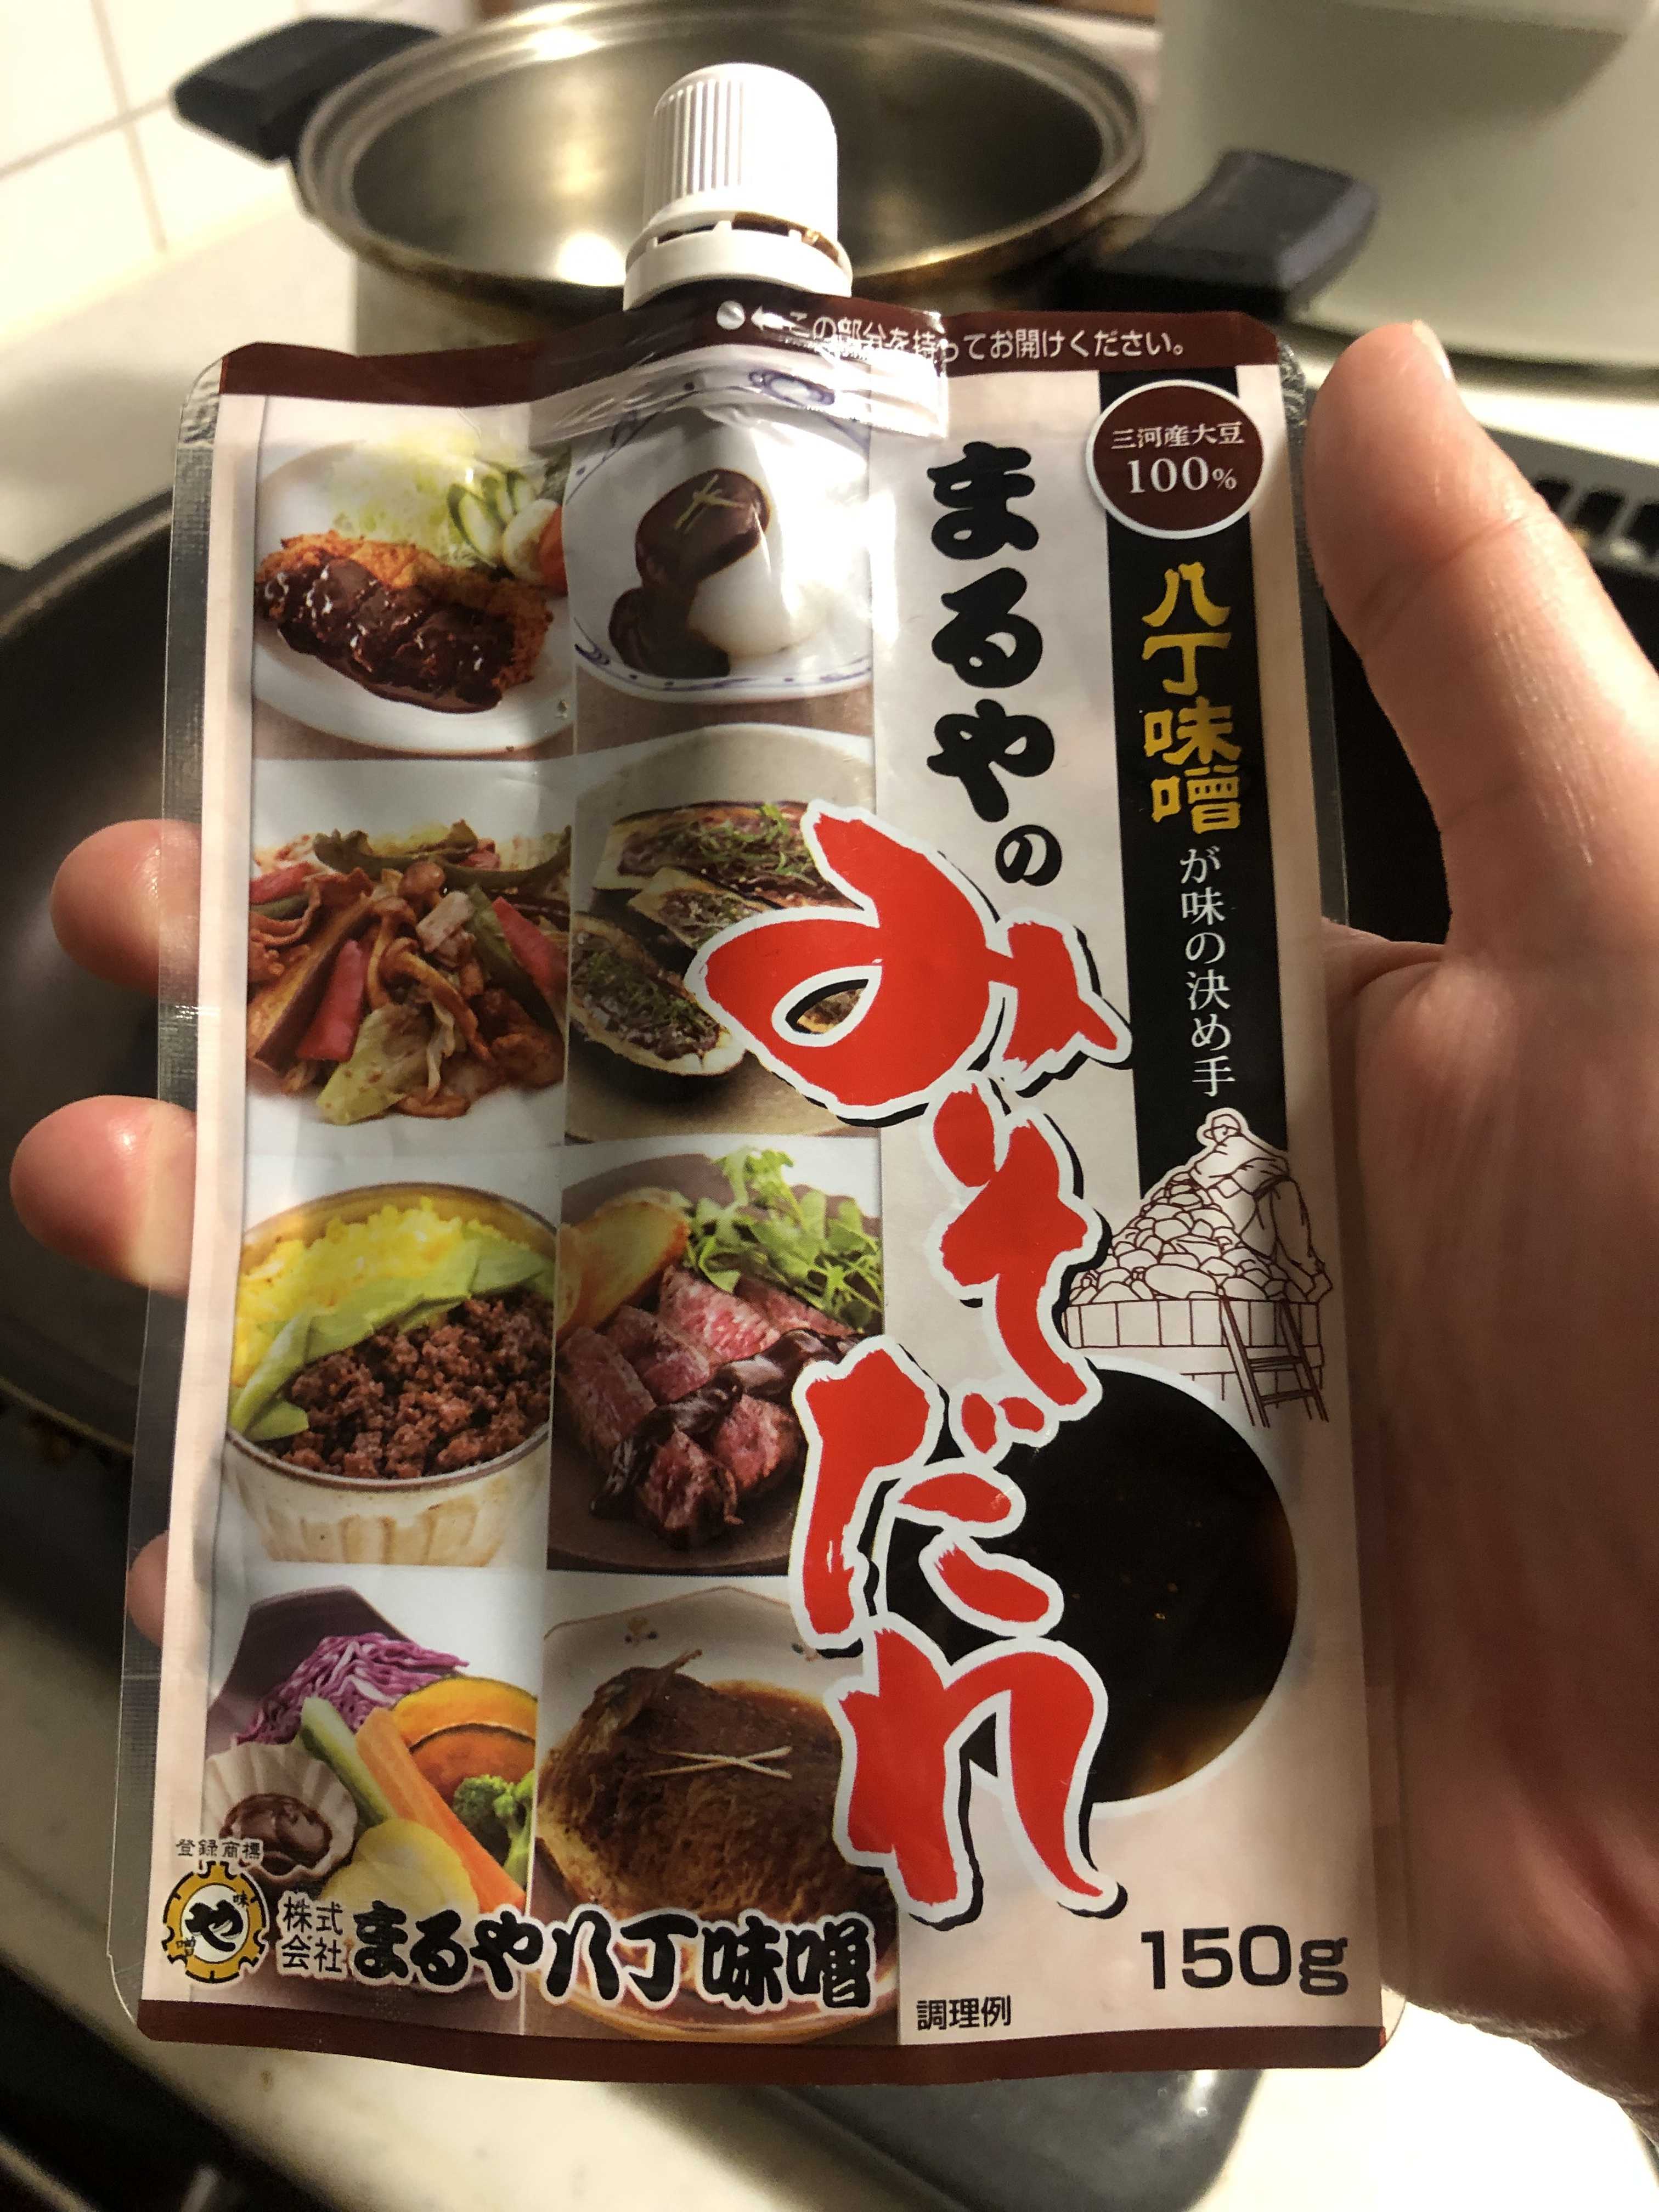 ←この部分を持ってお開けください。
三河産大豆
100%
八丁味噌が味の決め手
まるやの
みそだれ
登録商標
味
や
噌
株式
会社
まるや八丁味噌
調理例
150g